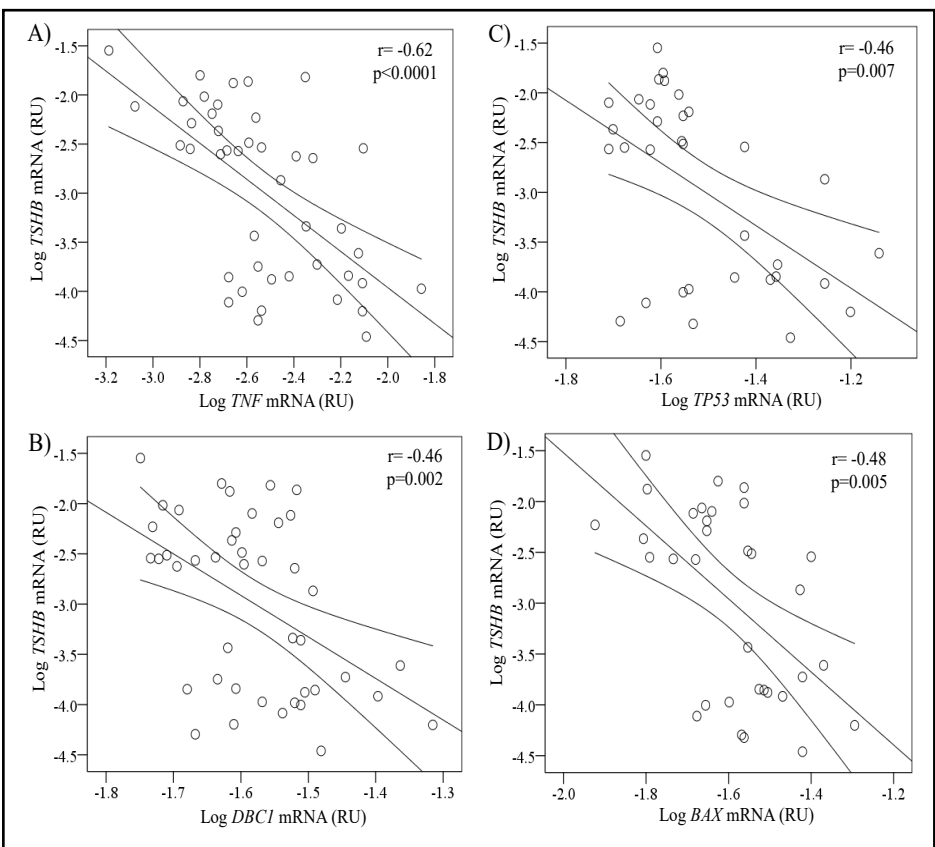 A)
r= -0.62
p<0.0001
Log TSHB mRNA (RU)
-1.5
-2.0
-2.5
-3.0
-3.5
-4.0
-4.5
-3.2 -3.0 -2.8 -2.6 -2.4 -2.2 -2.0 -1.8
Log TNF mRNA (RU)
C)
r= -0.46
p=0.007
Log TSHB mRNA (RU)
-1.5
-2.0
-2.5
-3.0
-3.5
-4.0
-4.5
-1.8 -1.6 -1.4 -1.2
Log TP53 mRNA (RU)
B)
r= -0.46
p=0.002
Log TSHB mRNA (RU)
-1.5
-2.0
-2.5
-3.0
-3.5
-4.0
-4.5
-1.8 -1.7 -1.6 -1.5 -1.4 -1.3
Log DBC1 mRNA (RU)
D)
r= -0.48
p=0.005
Log TSHB mRNA (RU)
-1.5
-2.0
-2.5
-3.0
-3.5
-4.0
-4.5
-2.0 -1.8 -1.6 -1.4 -1.2
Log BAX mRNA (RU)